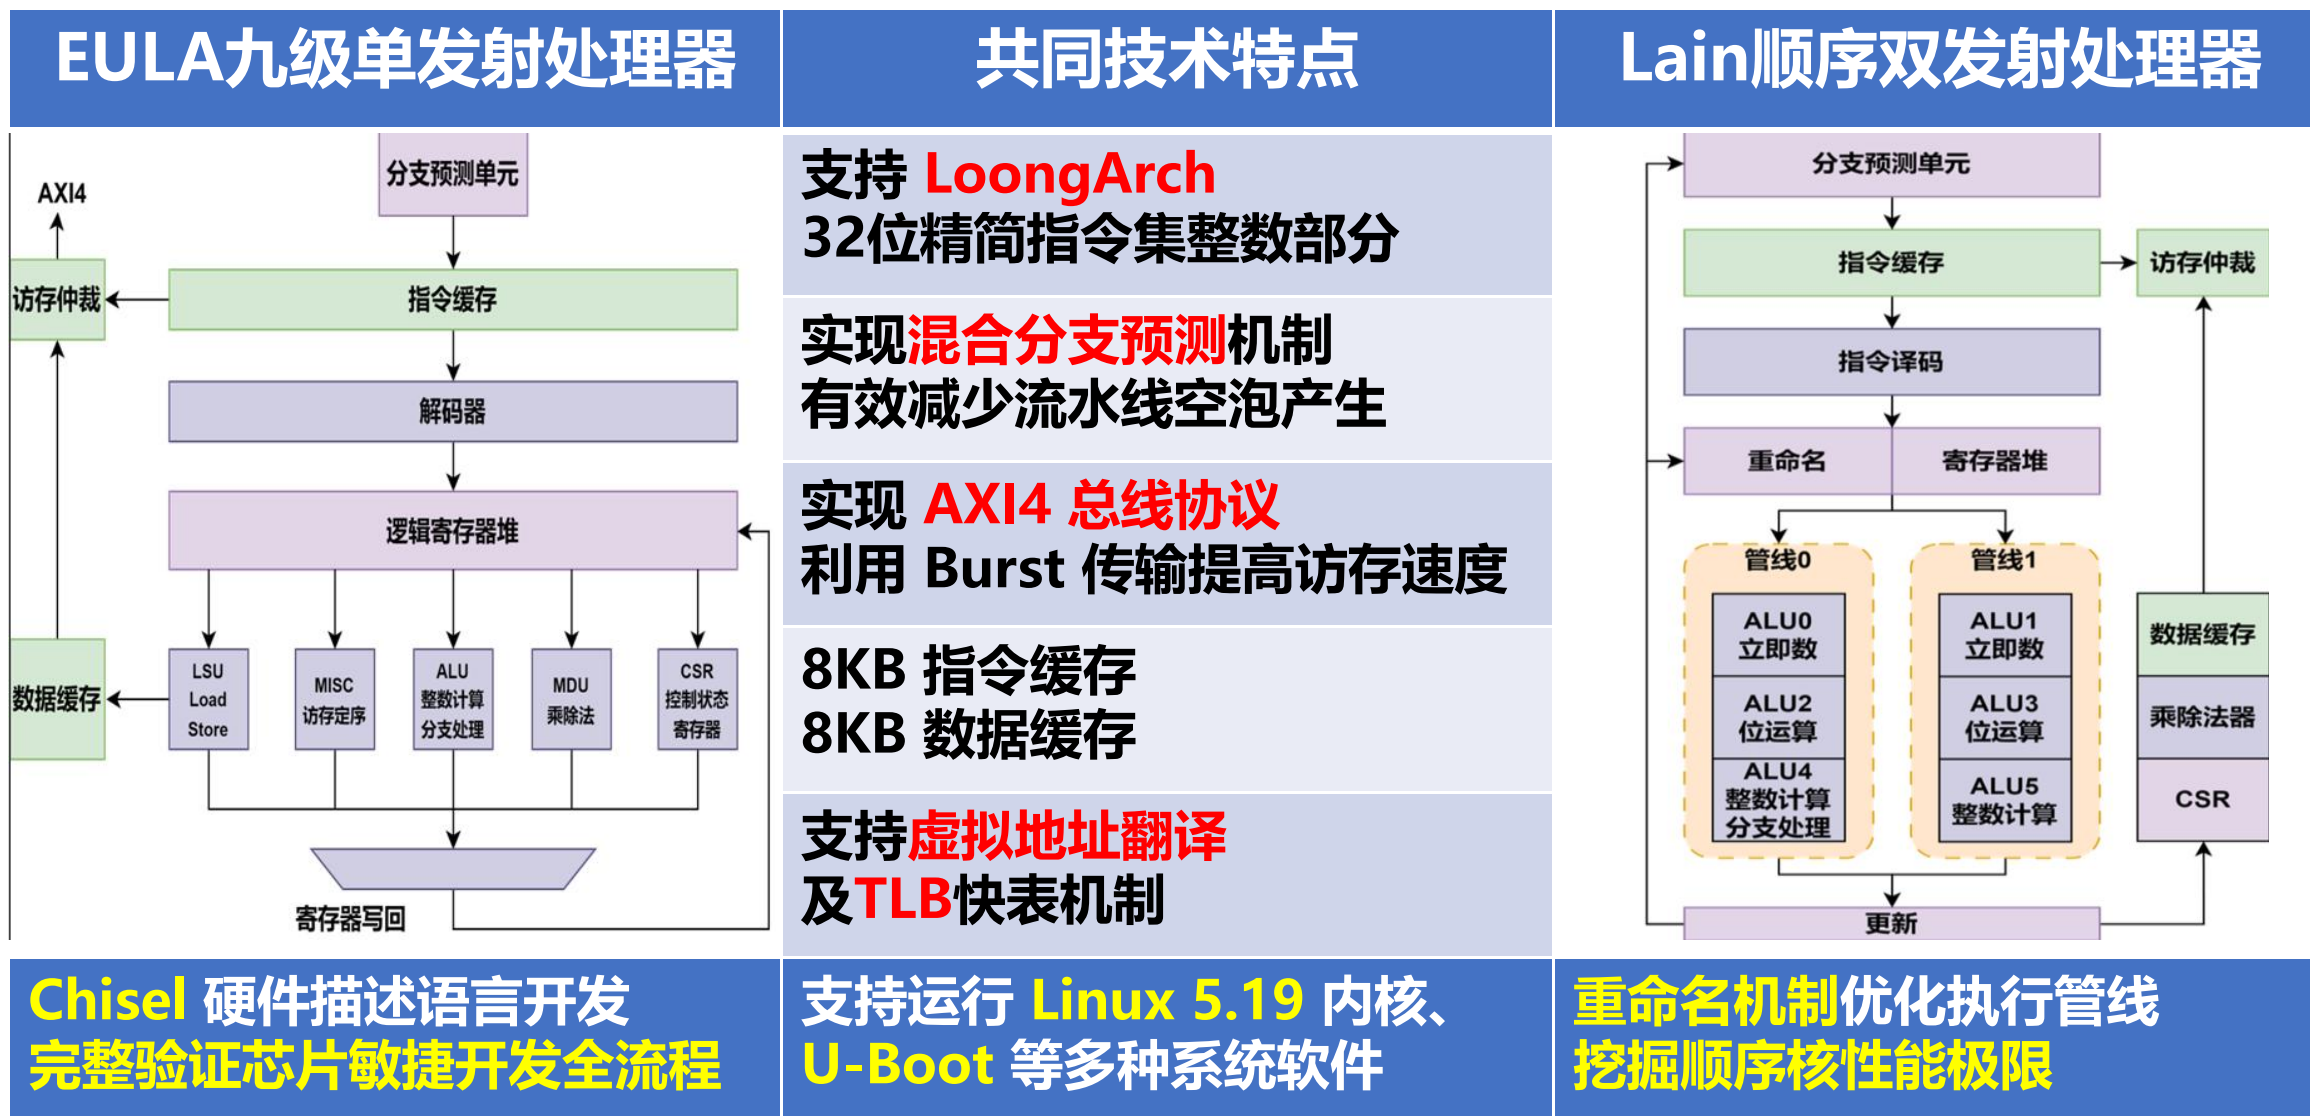 EULA九级单发射处理器
共同技术特点
Lain顺序双发射处理器
分支预测单元
AXI4
访存仲裁
指令缓存
解码器
逻辑寄存器堆
数据缓存
LSU
Load
Store
MISC
访存定序
ALU
整数计算
分支处理
MDU
乘除法
CSR
控制状态
寄存器
寄存器写回
支持 LoongArch
32位精简指令集整数部分
实现混合分支预测机制
有效减少流水线空泡产生
实现 AXI4 总线协议
利用 Burst 传输提高访存速度
8KB 指令缓存
8KB 数据缓存
支持虚拟地址翻译
及TLB快表机制
分支预测单元
指令缓存
访存仲裁
指令译码
重命名
寄存器堆
管线0
管线1
ALU0
立即数
ALU2
位运算
ALU4
整数计算
分支处理
ALU1
立即数
ALU3
位运算
ALU5
整数计算
数据缓存
乘除法器
CSR
更新
Chisel 硬件描述语言开发
完整验证芯片敏捷开发全流程
支持运行 Linux 5.19 内核、
U-Boot 等多种系统软件
重命名机制优化执行管线
挖掘顺序核性能极限